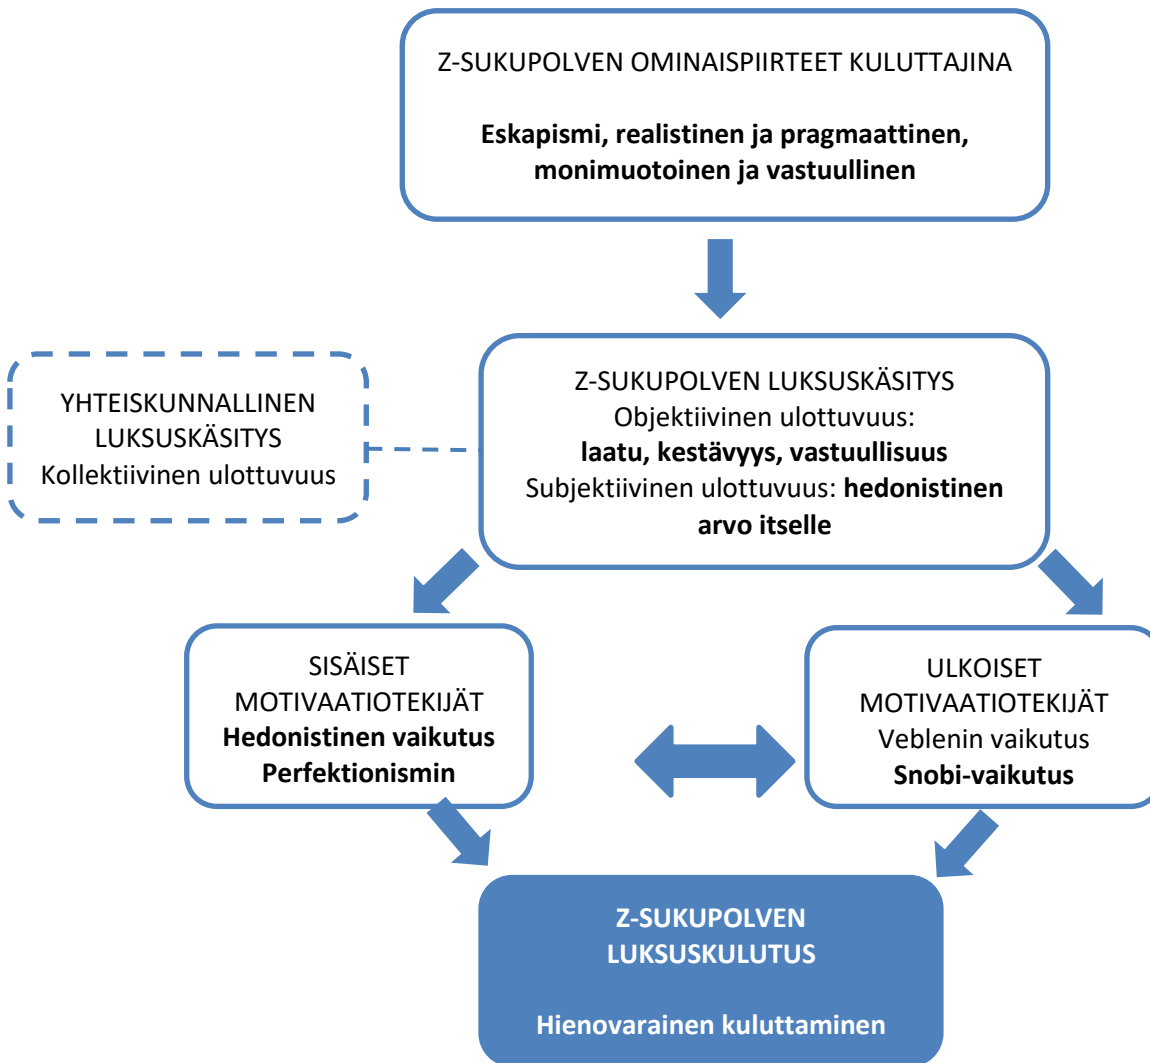 Z-SUKUPOLVEN OMINAISPIIRTEET KULUTTAJINA
Eskapismi, realistinen ja pragmaattinen,
monimuotoinen ja vastuullinen
YHTEISKUNNALLINEN
LUKSUSKÄSITYS
Kollektiivinen ulottuvuus
Z-SUKUPOLVEN LUKSUSKÄSITYS
Objektiivinen ulottuvuus:
laatu, kestävyys, vastuullisuus
Subjektiivinen ulottuvuus: hedonistinen
arvo itselle
SISÄISET
MOTIVAATIOTEKIJÄT
Hedonistinen vaikutus
Perfektionismin
ULKOISET
MOTIVAATIOTEKIJÄT
Veblenin vaikutus
Snobi-vaikutus
Z-SUKUPOLVEN
LUKSUSKULUTUS
Hienovarainen kuluttaminen